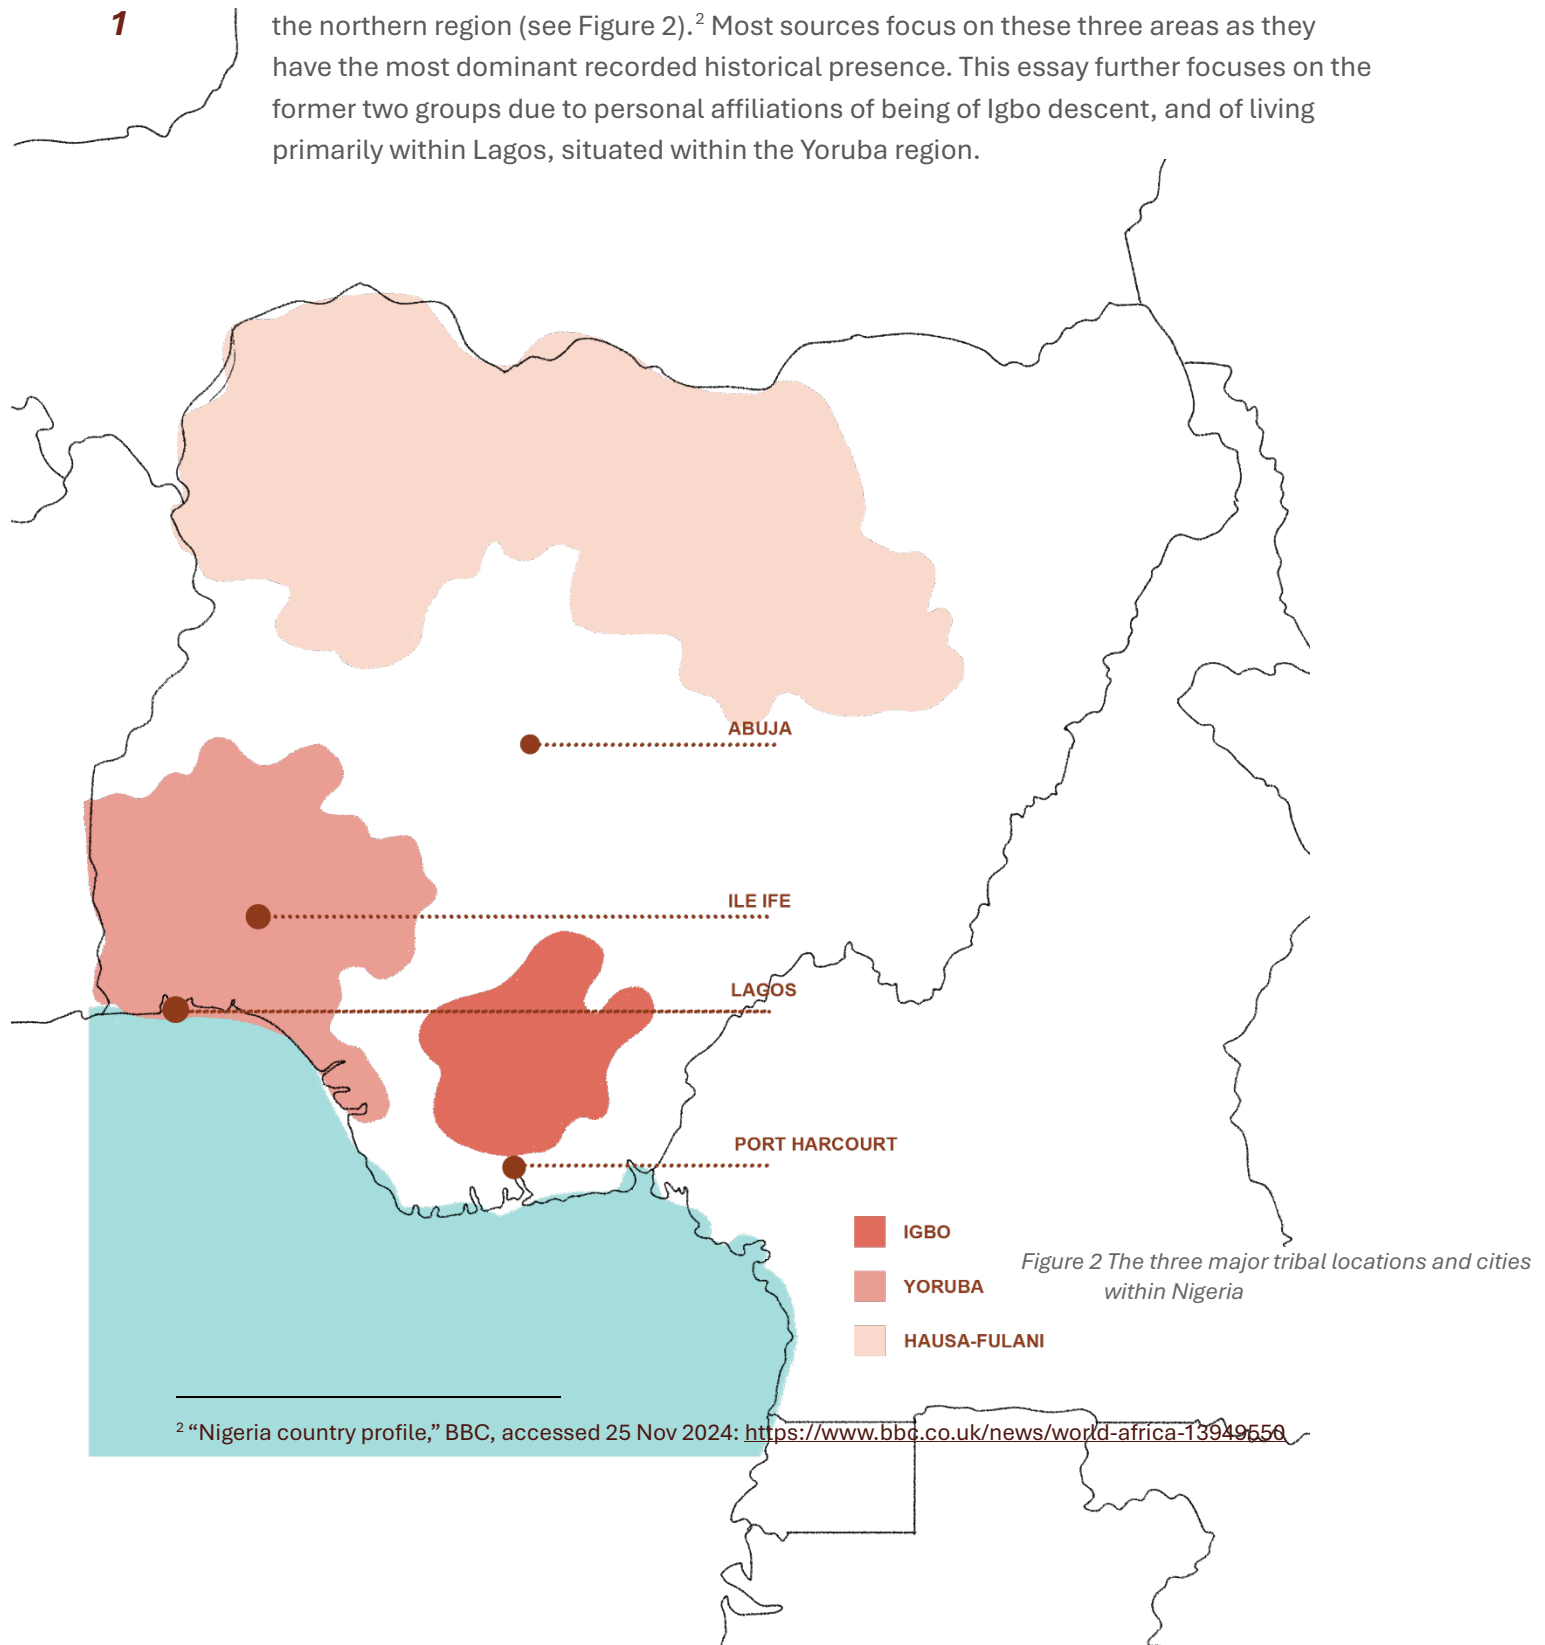 1
the northern region (see Figure 2).² Most sources focus on these three areas as they
have the most dominant recorded historical presence. This essay further focuses on the
former two groups due to personal affiliations of being of Igbo descent, and of living
primarily within Lagos, situated within the Yoruba region.
ABUJA
ILE IFE
LAGOS
PORT HARCOURT
IGBO
YORUBA
HAUSA-FULANI
Figure 2 The three major tribal locations and cities
within Nigeria
² “Nigeria country profile,” BBC, accessed 25 Nov 2024: https://www.bbc.co.uk/news/world-africa-13949550